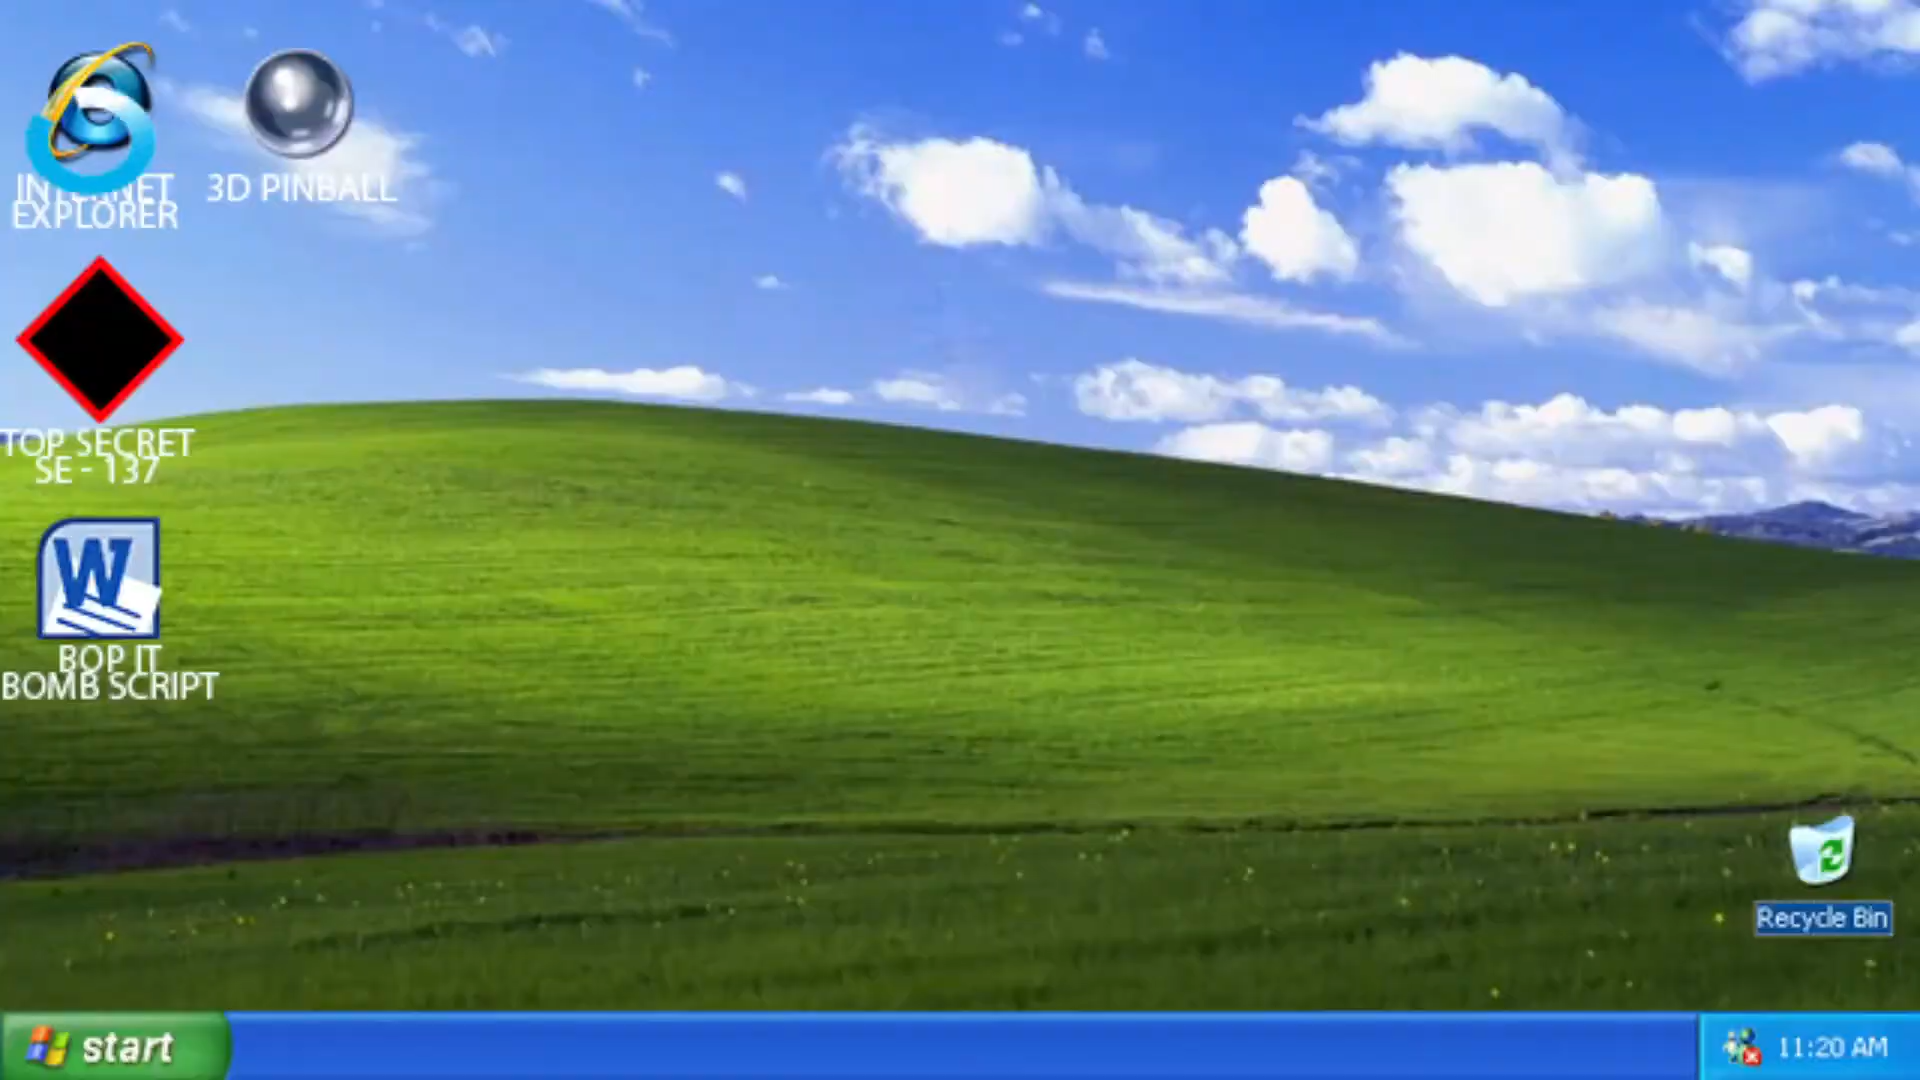 INTERNET
EXPLORER
3D PINBALL
TOP SECRET
SE - 137
W
BOP IT
BOMB SCRIPT
Recycle Bin
start
11:20 AM